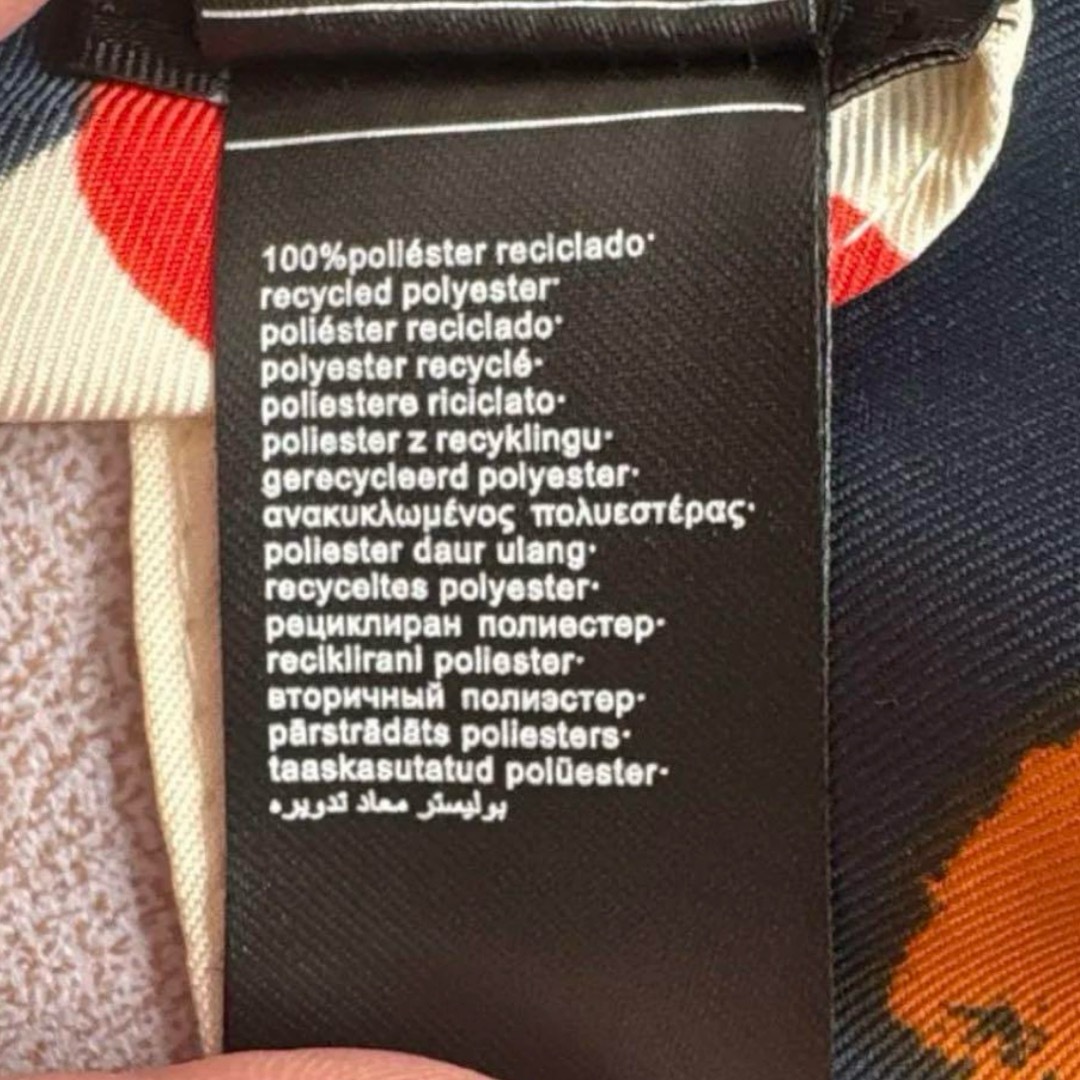 100%poliéster reciclado·
recycled polyester·
poliéster reciclado·
polyester recyclé·
poliestere riciclato·
poliester z recyklingu·
gerecycleerd polyester·
ανακυκλωμένος πολυεστέρας·
poliester daur ulang·
recyceltes polyester·
рециклиран полиестер·
reciklirani poliester·
вторичный полиэстер·
pārstrādāts poliesters·
taaskasutatud polüester·
بوليستر معاد تدويره·